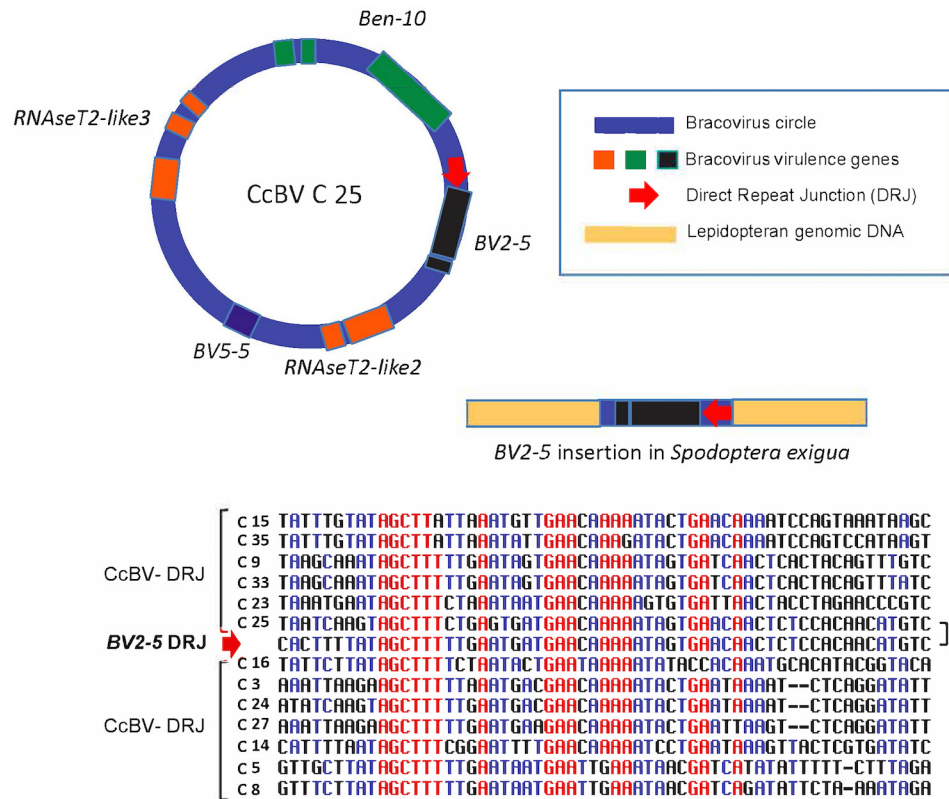 Ben-10
RNAseT2-like3
CcBV C 25
BV2-5
BV5-5
RNAseT2-like2
Bracovirus circle
Bracovirus virulence genes
Direct Repeat Junction (DRJ)
Lepidopteran genomic DNA
BV2-5 insertion in Spodoptera exigua
CcBV- DRJ
BV2-5 DRJ
CcBV- DRJ
C 15 TATTTGTATAGCTTATTAAATGTTGAACAAAAATACTGAACAAAATCCAGTAAATAAGC
C 35 TATTTGTATAGCTTATTAAATATTGAACAAAGATACTGAACAAAATCCAGTCCATAAGT
C 9 TAAGCAAATAGCTTTTTGAATAGTGAACAAAAATAGTGATCAACTCACTACAGTTTGTC
C 33 TAAGCAAATAGCTTTTTGAATAGTGAACAAAAATAGTGATCAACTCACTACAGTTTATC
C 23 TAAATGAATAGCTTTCTAAATAATGAACAAAAAGTGTGATTAACTACCTAGAACCCGTC
C 25 TAATCAAGTAGCTTTCTGAGTGATGAACAAAAATAGTGAACAACTCTCCACAACATGTC
CACTTTTATAGCTTTTTGAATGATGAACAAAAATAGTGAACAACTCTCCACAACATGTC
C 16 TATTCTTATAGCTTTTCTAATACTGAATAAAAATATACCACAAATGCACATACGGTACA
C 3 AAATTAAGAAGCTTTTTAAATGACGAACAAAAATACTGAATAAAAT--CTCAGGATATT
C 24 ATATCAAGTAGCTTTTTGAATGACGAACAAAAATACTGAATAAAAT--CTCAGGATATT
C 27 AAATTAAGAAGCTTTTTGAATGAAGAACAAAAATACTGAATTAAGT--CTCAGGATATT
C 14 CATTTTAATAGCTTTCGGAATTTTGAACAAAAATCCTGAATAAAGTTACTCGTGATATC
C 5 GTTGCTTATAGCTTTTTGAATAATGAATTGAAATAACGATCATATATTTTT-CTTTAGA
C 8 GTTTCTTATAGCTTTTTGAATAATGAATTGAAATAACGATCAGATATTCTA-AAATAGA